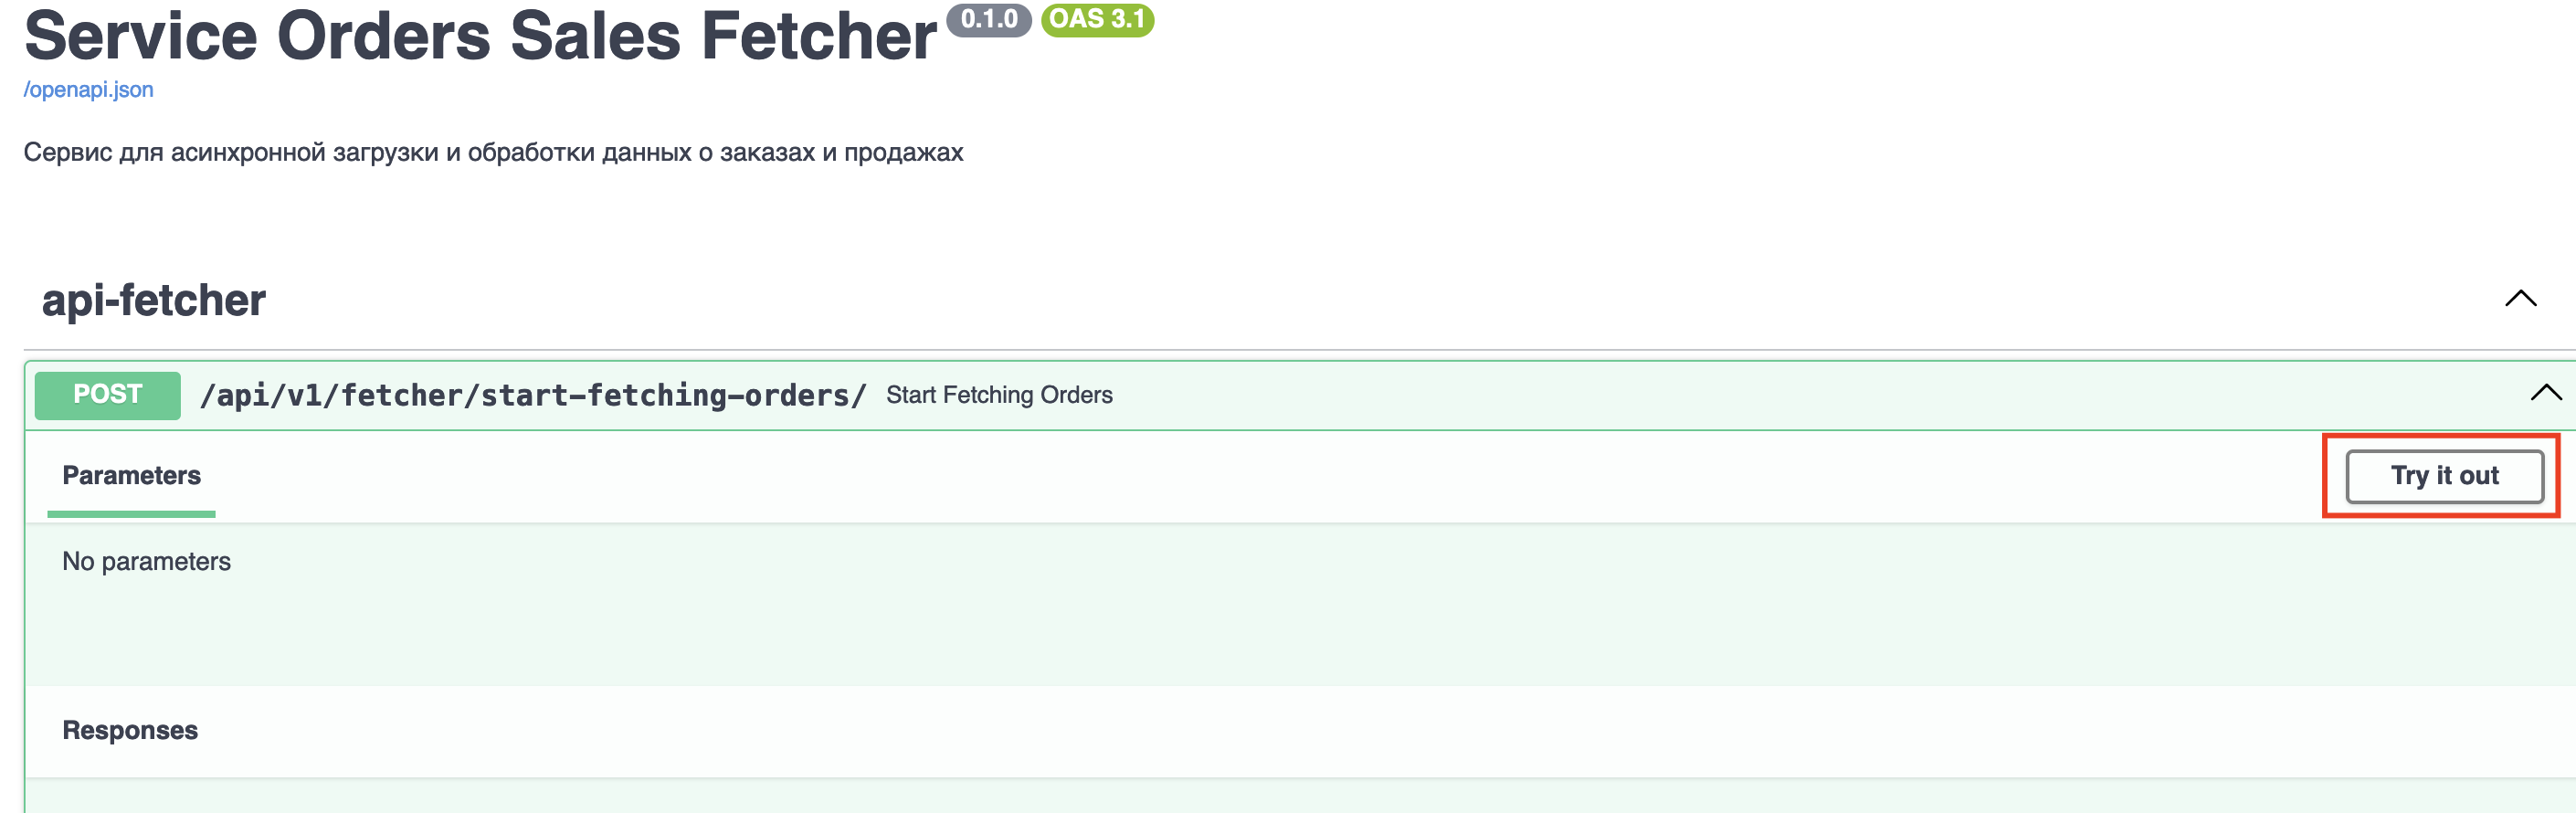 Service Orders Sales Fetcher 0.1.0 OAS 3.1
/openapi.json
Сервис для асинхронной загрузки и обработки данных о заказах и продажах
api-fetcher
POST /api/v1/fetcher/start-fetching-orders/ Start Fetching Orders
Parameters Try it out
No parameters
Responses